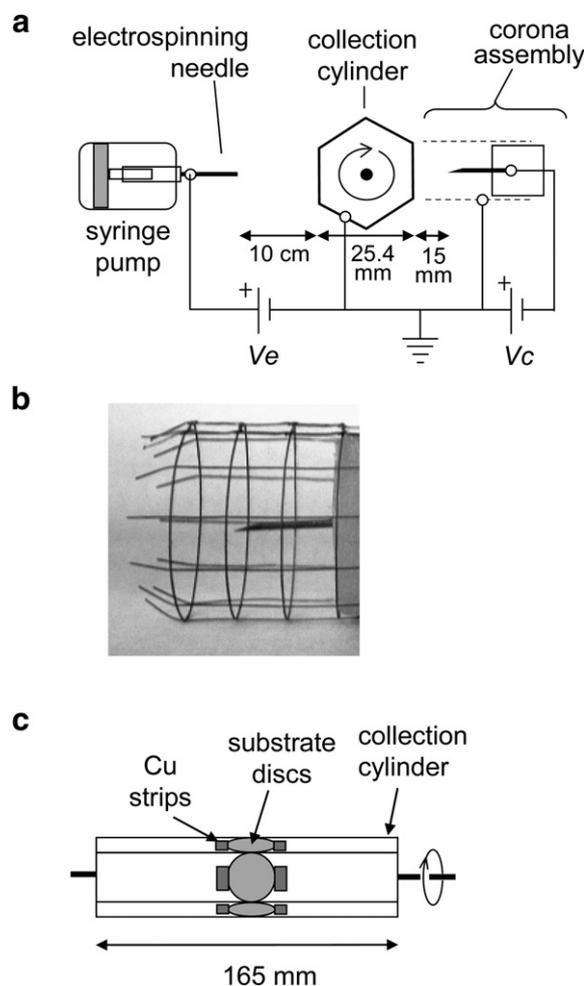 a
electrospinning
needle
collection
cylinder
corona
assembly
syringe
pump
10 cm
25.4
mm
15
mm
+
Ve
+
Vc
b
c
Cu
strips
substrate
discs
collection
cylinder
165 mm